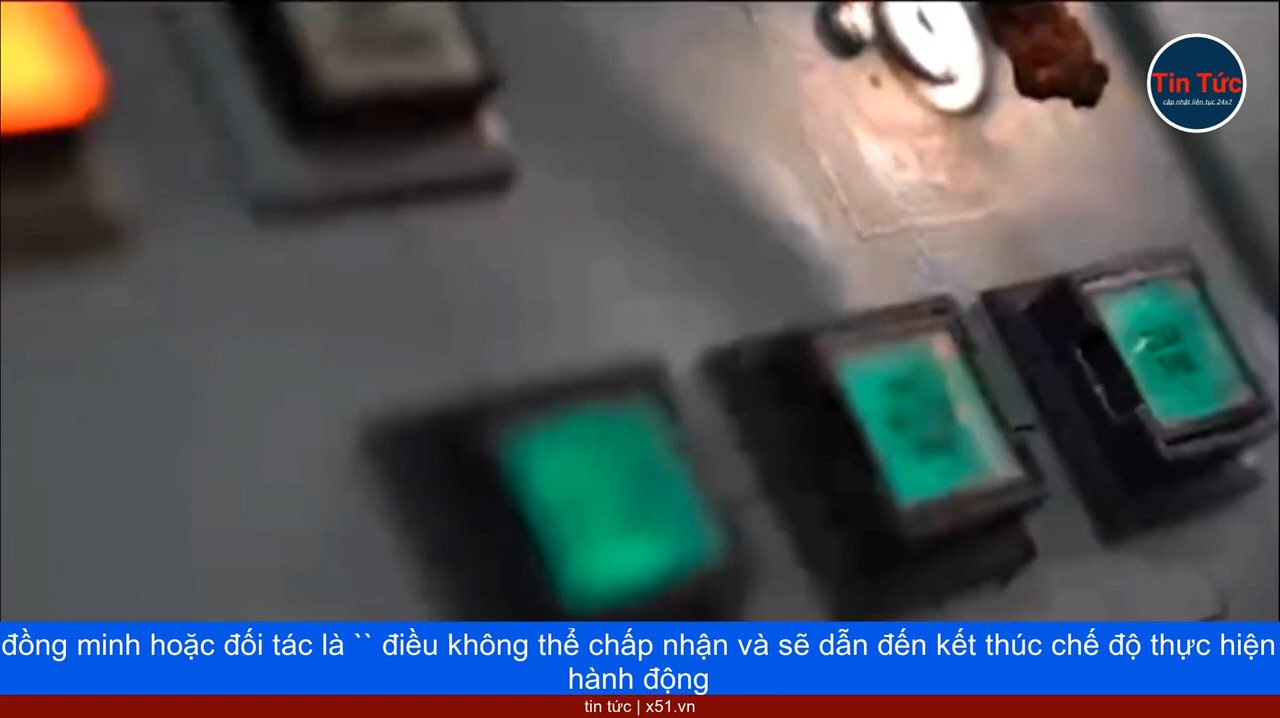 Tin Tức
cập nhật liên tục 24x7
đồng minh hoặc đối tác là `` điều không thể chấp nhận và sẽ dẫn đến kết thúc chế độ thực hiện
hành động
tin tức | x51.vn